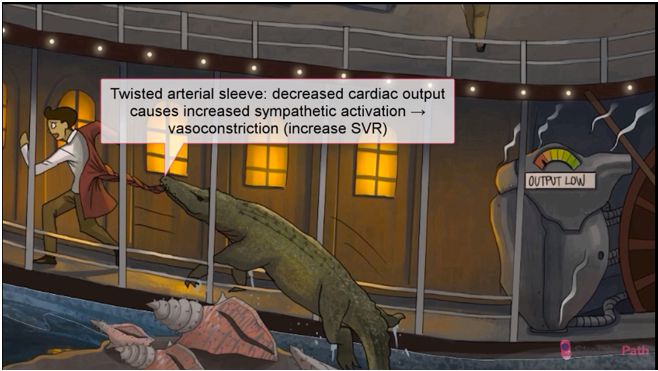 Twisted arterial sleeve: decreased cardiac output
causes increased sympathetic activation →
vasoconstriction (increase SVR)
OUTPUT LOW
Path